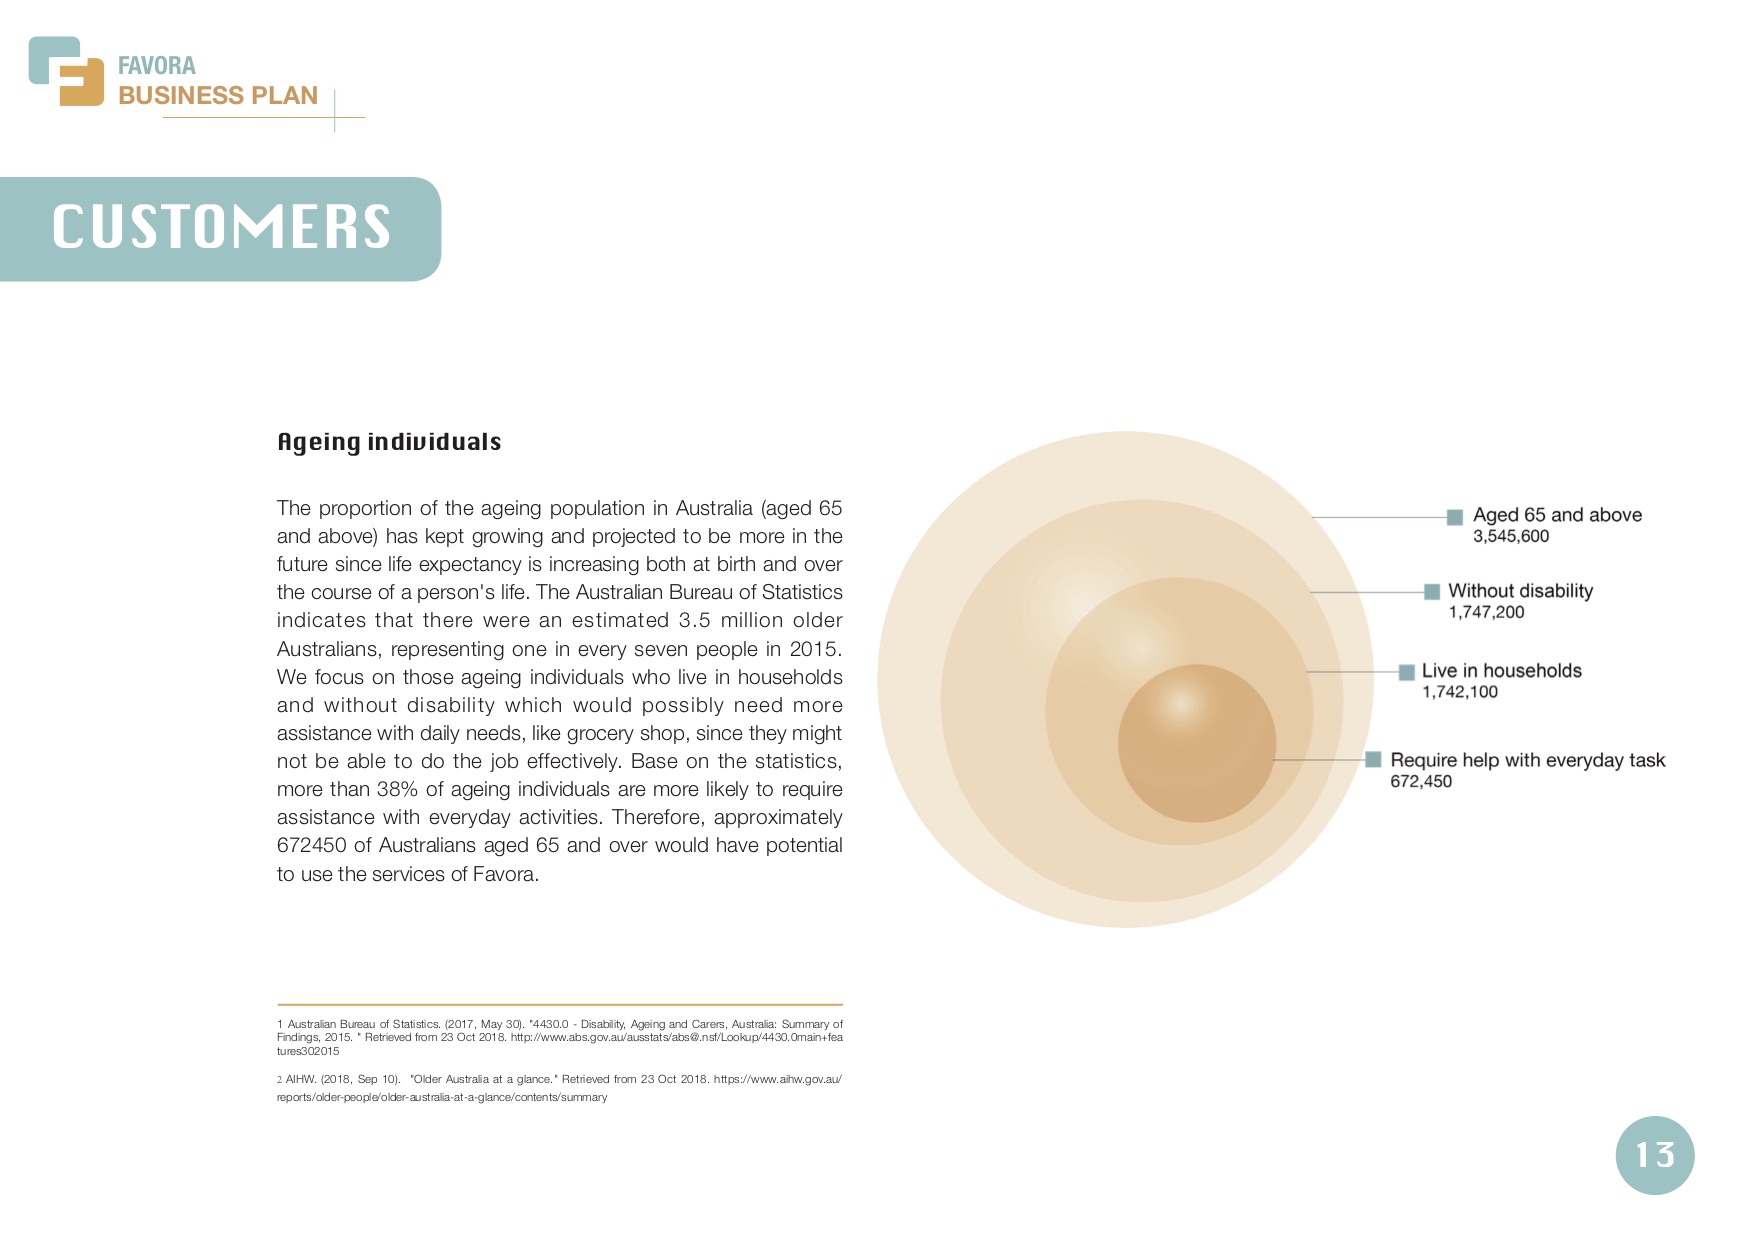 FAVORA
BUSINESS PLAN
CUSTOMERS
Ageing individuals
The proportion of the ageing population in Australia (aged 65
and above) has kept growing and projected to be more in the
future since life expectancy is increasing both at birth and over
the course of a person's life. The Australian Bureau of Statistics
indicates that there were an estimated 3.5 million older
Australians, representing one in every seven people in 2015.
We focus on those ageing individuals who live in households
and without disability which would possibly need more
assistance with daily needs, like grocery shop, since they might
not be able to do the job effectively. Base on the statistics,
more than 38% of ageing individuals are more likely to require
assistance with everyday activities. Therefore, approximately
672450 of Australians aged 65 and over would have potential
to use the services of Favora.
Aged 65 and above
3,545,600
Without disability
1,747,200
Live in households
1,742,100
Require help with everyday task
672,450
1 Australian Bureau of Statistics. (2017, May 30). "4430.0 - Disability, Ageing and Carers, Australia: Summary of
Findings, 2015. " Retrieved from 23 Oct 2018. http://www.abs.gov.au/ausstats/abs@.nsf/Lookup/4430.0main+fea
tures302015
2 AIHW. (2018, Sep 10). "Older Australia at a glance." Retrieved from 23 Oct 2018. https://www.aihw.gov.au/
reports/older-people/older-australia-at-a-glance/contents/summary
13